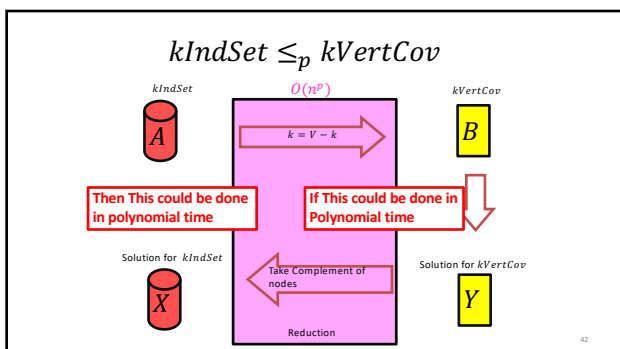 kIndSet ≤p kVertCov
kIndSet
O(n^p)
kVertCov
A
k = V − k
B
Then This could be done
in polynomial time
If This could be done in
Polynomial time
Solution for kIndSet
Solution for kVertCov
X
Take Complement of
nodes
Y
Reduction
42